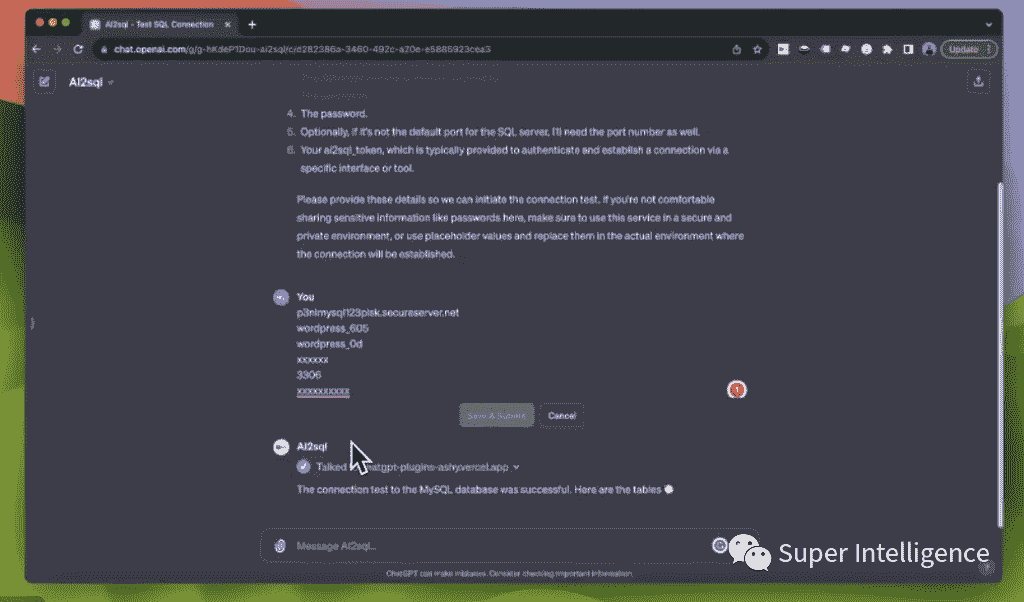 AI2sql - Test SQL Connection
chat.openai.com/g/g-hKdeP1Dou-ai2sql/c/d282386a-3460-492c-a20e-e5886923cea3
Update
AI2sql
4. The password.
5. Optionally, if it's not the default port for the SQL server, I'll need the port number as well.
6. Your ai2sql_token, which is typically provided to authenticate and establish a connection via a
specific interface or tool.
Please provide these details so we can initiate the connection test. If you're not comfortable
sharing sensitive information like passwords here, make sure to use this service in a secure and
private environment, or use placeholder values and replace them in the actual environment where
the connection will be established.
You
p3nlmysql123plsk.secureserver.net
wordpress_605
wordpress_0d
xxxxxx
3306
xxxxxxxxxx
1
Save & Submit
Cancel
AI2sql
Talked chatgpt-plugins-ashy.vercel.app
The connection test to the MySQL database was successful. Here are the tables
Message AI2sql...
Super Intelligence
ChatGPT can make mistakes. Consider checking important information.